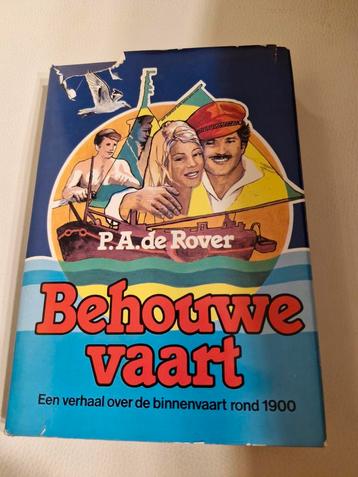 P.A.de Rover
Behouwe
vaart
Een verhaal over de binnenvaart rond 1900